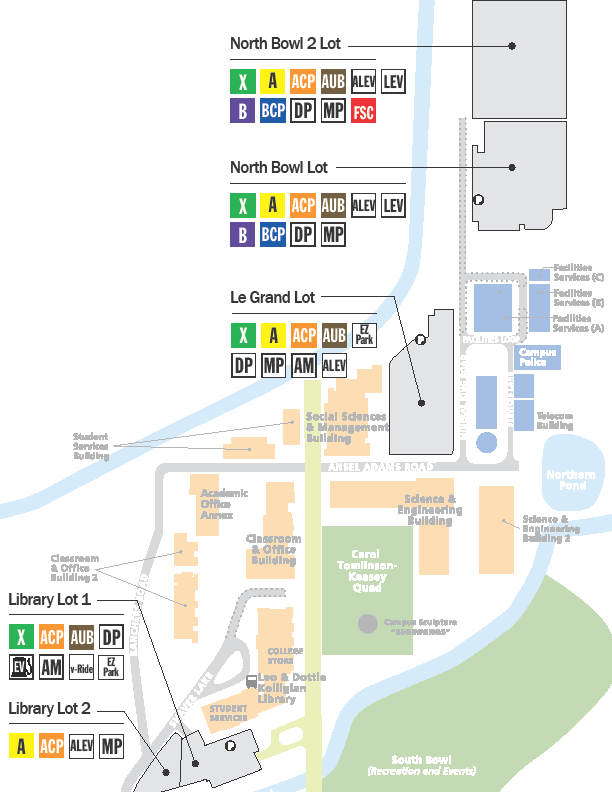 North Bowl 2 Lot
X A ACP AUB ALEV LEV
B BCP DP MP FSC
North Bowl Lot
X A ACP AUB ALEV LEV
B BCP DP MP
Le Grand Lot
X A ACP AUB EZ Park
DP MP AM ALEV
Facilities
Services (C)
Facilities
Services (B)
Facilities
Services (A)
FACILITIES LOOP
Campus
Police
Telecom
Building
Social Sciences
& Management
Building
Student
Services
Building
ANSEL ADAMS ROAD
Northern
Pond
Academic
Office
Annex
Science &
Engineering
Building
Science &
Engineering
Building 2
Classroom
& Office
Building
Classroom
& Office
Building 2
Carol
Tomlinson-
Keasey
Quad
Campus Sculpture
"BEGINNINGS"
Library Lot 1
X ACP AUB DP
EVS AM v-Ride EZ Park
COLLEGE
STORE
Leo & Dottie
Kolligian
Library
STUDENT
SERVICES
Library Lot 2
A ACP ALEV MP
South Bowl
(Recreation and Events)